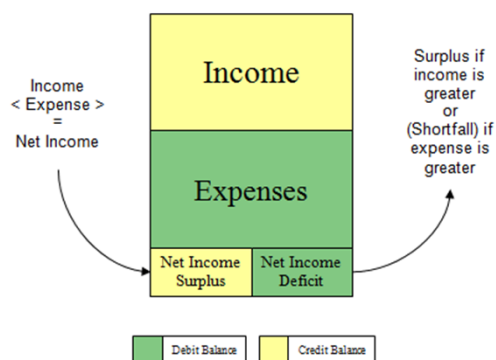 Income
< Expense >
=
Net Income
Income
Expenses
Net Income
Surplus
Net Income
Deficit
Surplus if
income is
greater
or
(Shortfall) if
expense is
greater
Debit Balance
Credit Balance